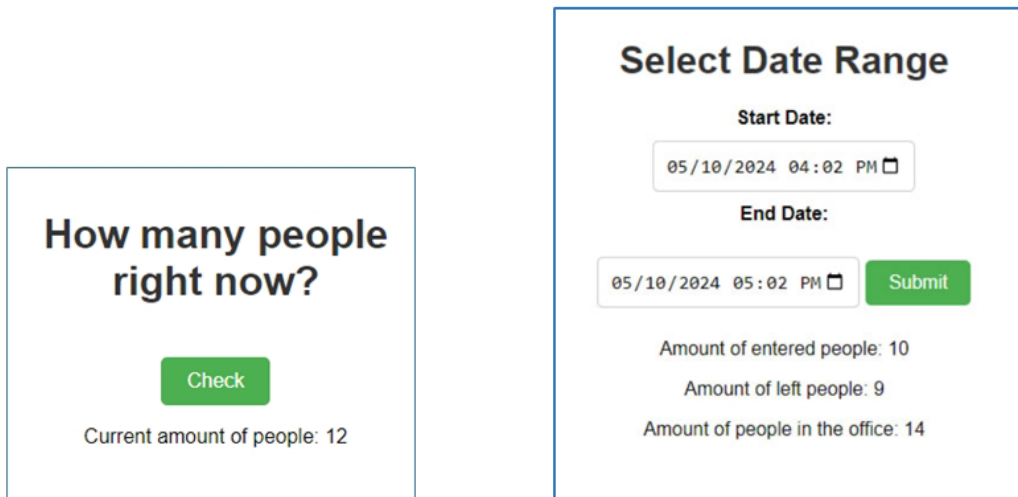 How many people
right now?
Check
Current amount of people: 12
Select Date Range
Start Date:
05/10/2024 04:02 PM
End Date:
05/10/2024 05:02 PM
Submit
Amount of entered people: 10
Amount of left people: 9
Amount of people in the office: 14